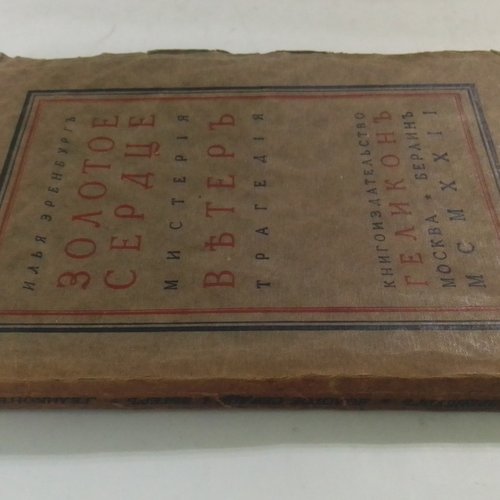 ИЛЬЯ ЭРЕНБУРГЪ
ЗОЛОТОЕ
СЕРДЦЕ
МИСТЕРІЯ
ВѢТЕРЪ
ТРАГЕДІЯ
КНИГОИЗДАТЕЛЬСТВО
ГЕЛИКОНЪ
МОСКВА * БЕРЛИНЪ
MCMXXII